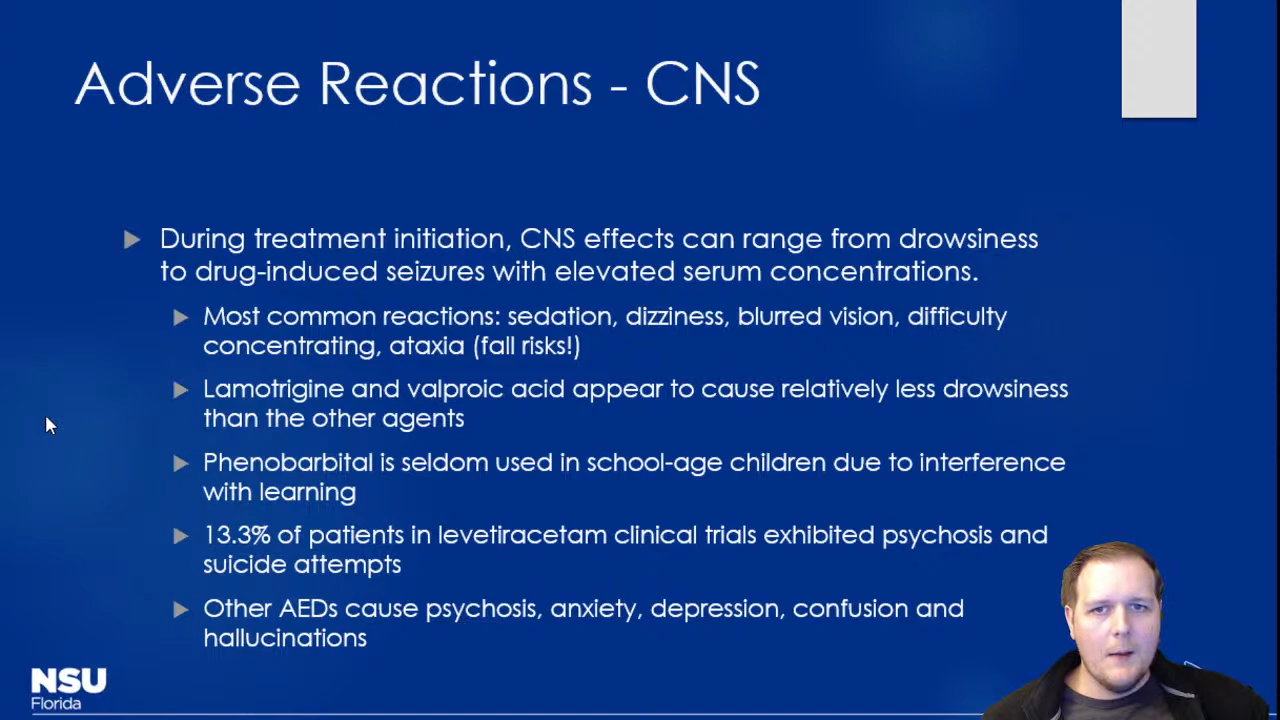 Adverse Reactions - CNS
During treatment initiation, CNS effects can range from drowsiness
to drug-induced seizures with elevated serum concentrations.
Most common reactions: sedation, dizziness, blurred vision, difficulty
concentrating, ataxia (fall risks!)
Lamotrigine and valproic acid appear to cause relatively less drowsiness
than the other agents
Phenobarbital is seldom used in school-age children due to interference
with learning
13.3% of patients in levetiracetam clinical trials exhibited psychosis and
suicide attempts
Other AEDs cause psychosis, anxiety, depression, confusion and
hallucinations
NSU
Florida